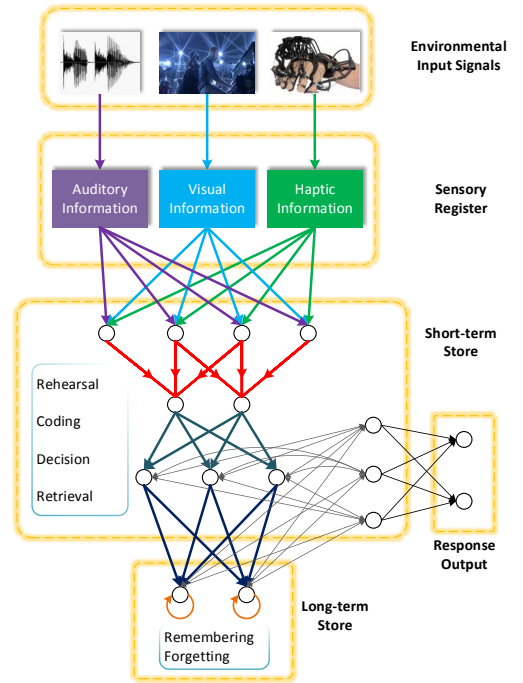 Environmental
Input Signals
Auditory
Information
Visual
Information
Haptic
Information
Sensory
Register
Short-term
Store
Rehearsal
Coding
Decision
Retrieval
Response
Output
Long-term
Store
Remembering
Forgetting